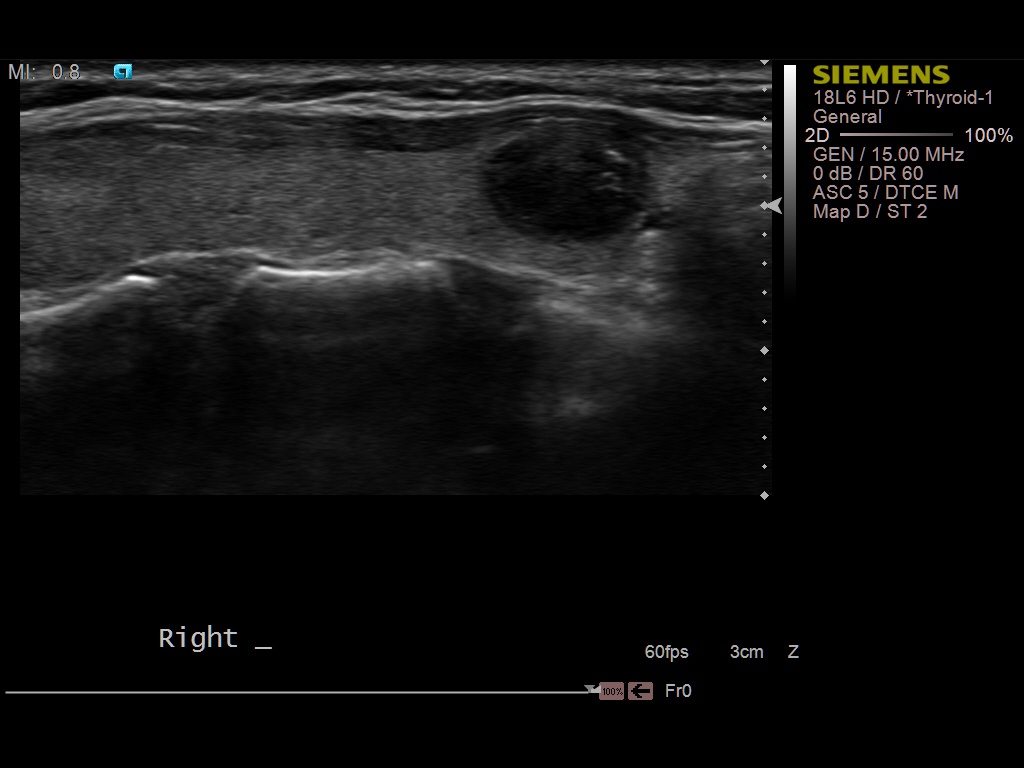 MI: 0.8
SIEMENS
18L6 HD / *Thyroid-1
General
2D 100%
GEN / 15.00 MHz
0 dB / DR 60
ASC 5 / DTCE M
Map D / ST 2
Right _
60fps 3cm Z
100% Fr0